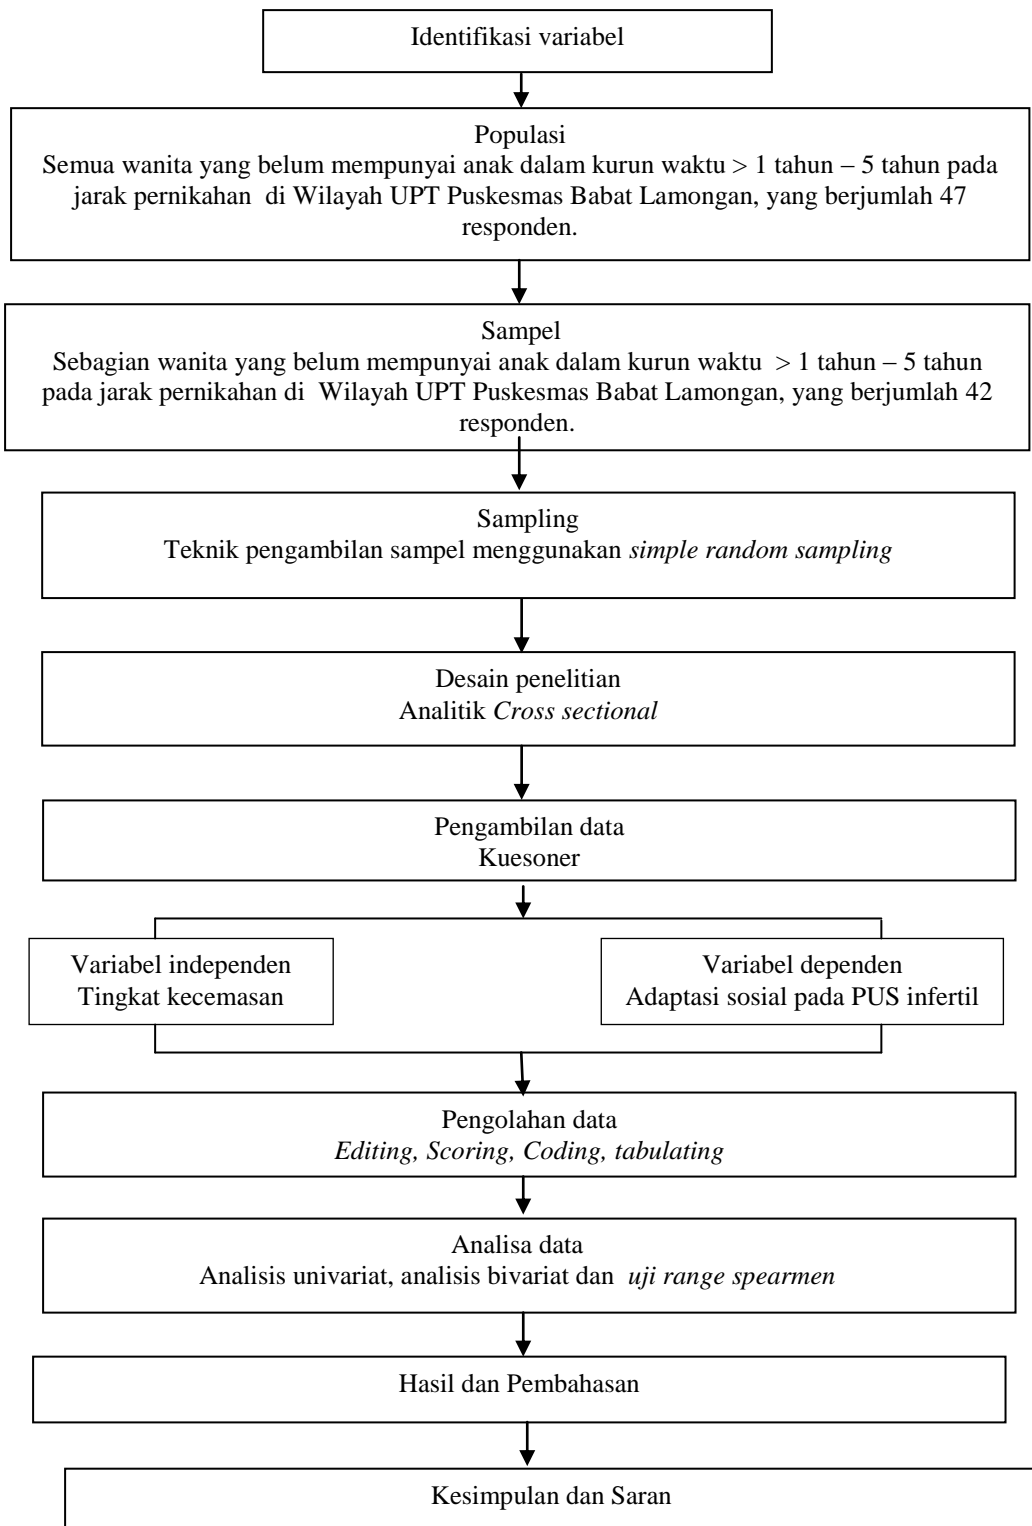 Identifikasi variabel
Populasi
Semua wanita yang belum mempunyai anak dalam kurun waktu > 1 tahun – 5 tahun pada
jarak pernikahan di Wilayah UPT Puskesmas Babat Lamongan, yang berjumlah 47
responden.
Sampel
Sebagian wanita yang belum mempunyai anak dalam kurun waktu > 1 tahun – 5 tahun
pada jarak pernikahan di Wilayah UPT Puskesmas Babat Lamongan, yang berjumlah 42
responden.
Sampling
Teknik pengambilan sampel menggunakan simple random sampling
Desain penelitian
Analitik Cross sectional
Pengambilan data
Kuesoner
Variabel independen
Tingkat kecemasan
Variabel dependen
Adaptasi sosial pada PUS infertil
Pengolahan data
Editing, Scoring, Coding, tabulating
Analisa data
Analisis univariat, analisis bivariat dan uji range spearmen
Hasil dan Pembahasan
Kesimpulan dan Saran